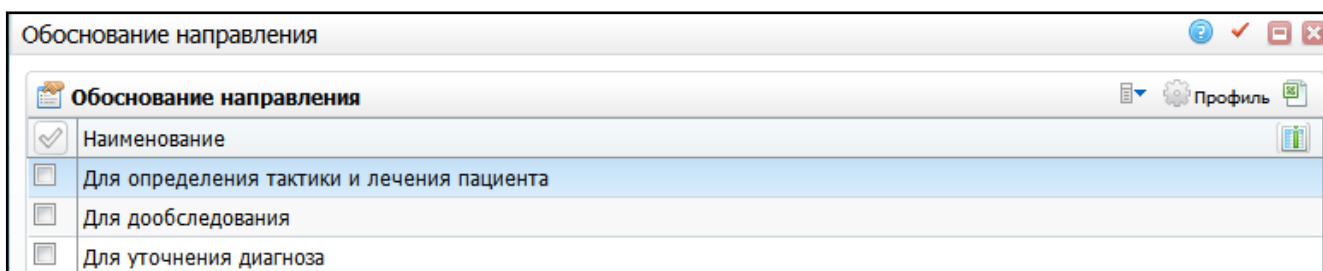 Обоснование направления
Обоснование направления
Профиль
Наименование
Для определения тактики и лечения пациента
Для дообследования
Для уточнения диагноза